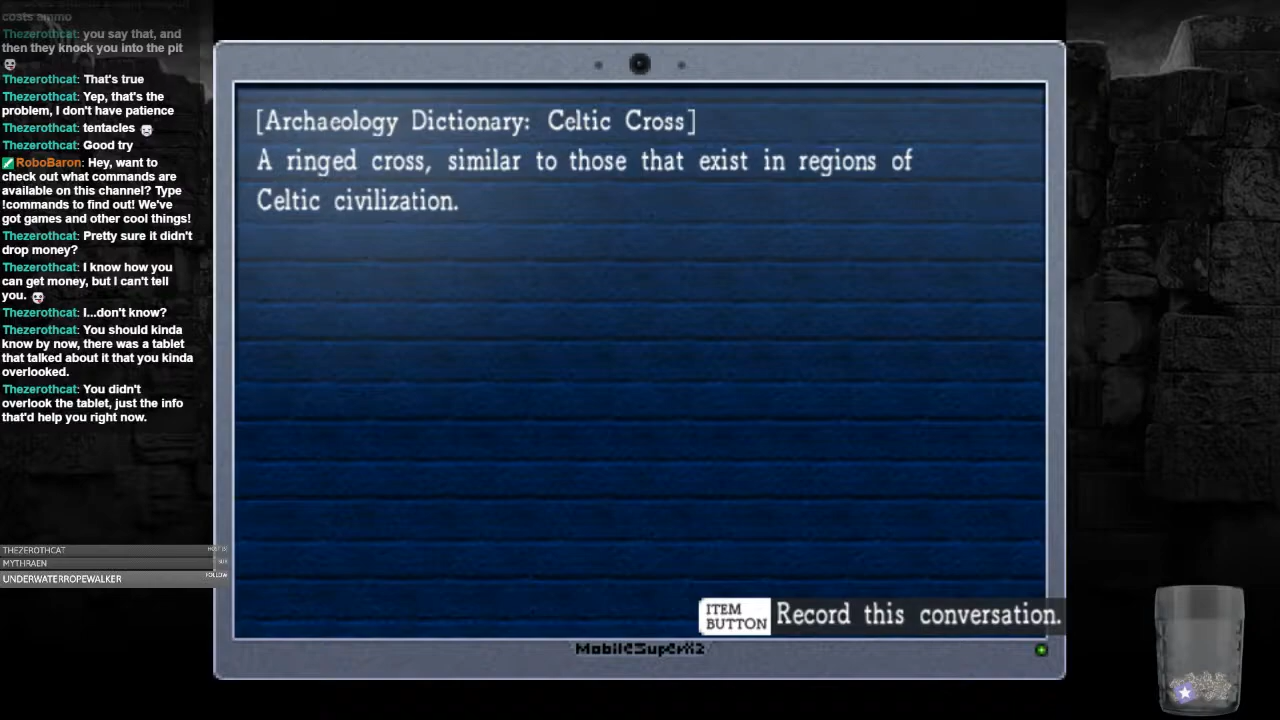 costs ammo
Thezerothcat: you say that, and
then they knock you into the pit
Thezerothcat: That's true
Thezerothcat: Yep, that's the
problem, I don't have patience
Thezerothcat: tentacles
Thezerothcat: Good try
RoboBaron: Hey, want to
check out what commands are
available on this channel? Type
!commands to find out! We've
got games and other cool things!
Thezerothcat: Pretty sure it didn't
drop money?
Thezerothcat: I know how you
can get money, but I can't tell
you.
Thezerothcat: I...don't know?
Thezerothcat: You should kinda
know by now, there was a tablet
that talked about it that you kinda
overlooked.
Thezerothcat: You didn't
overlook the tablet, just the info
that'd help you right now.
THEZEROTHCAT
MYTHRAEN SUB
UNDERWATERROPEWALKER FOLLOW
[Archaeology Dictionary: Celtic Cross]
A ringed cross, similar to those that exist in regions of
Celtic civilization.
ITEM
BUTTON
Record this conversation.
MobileSuperX2